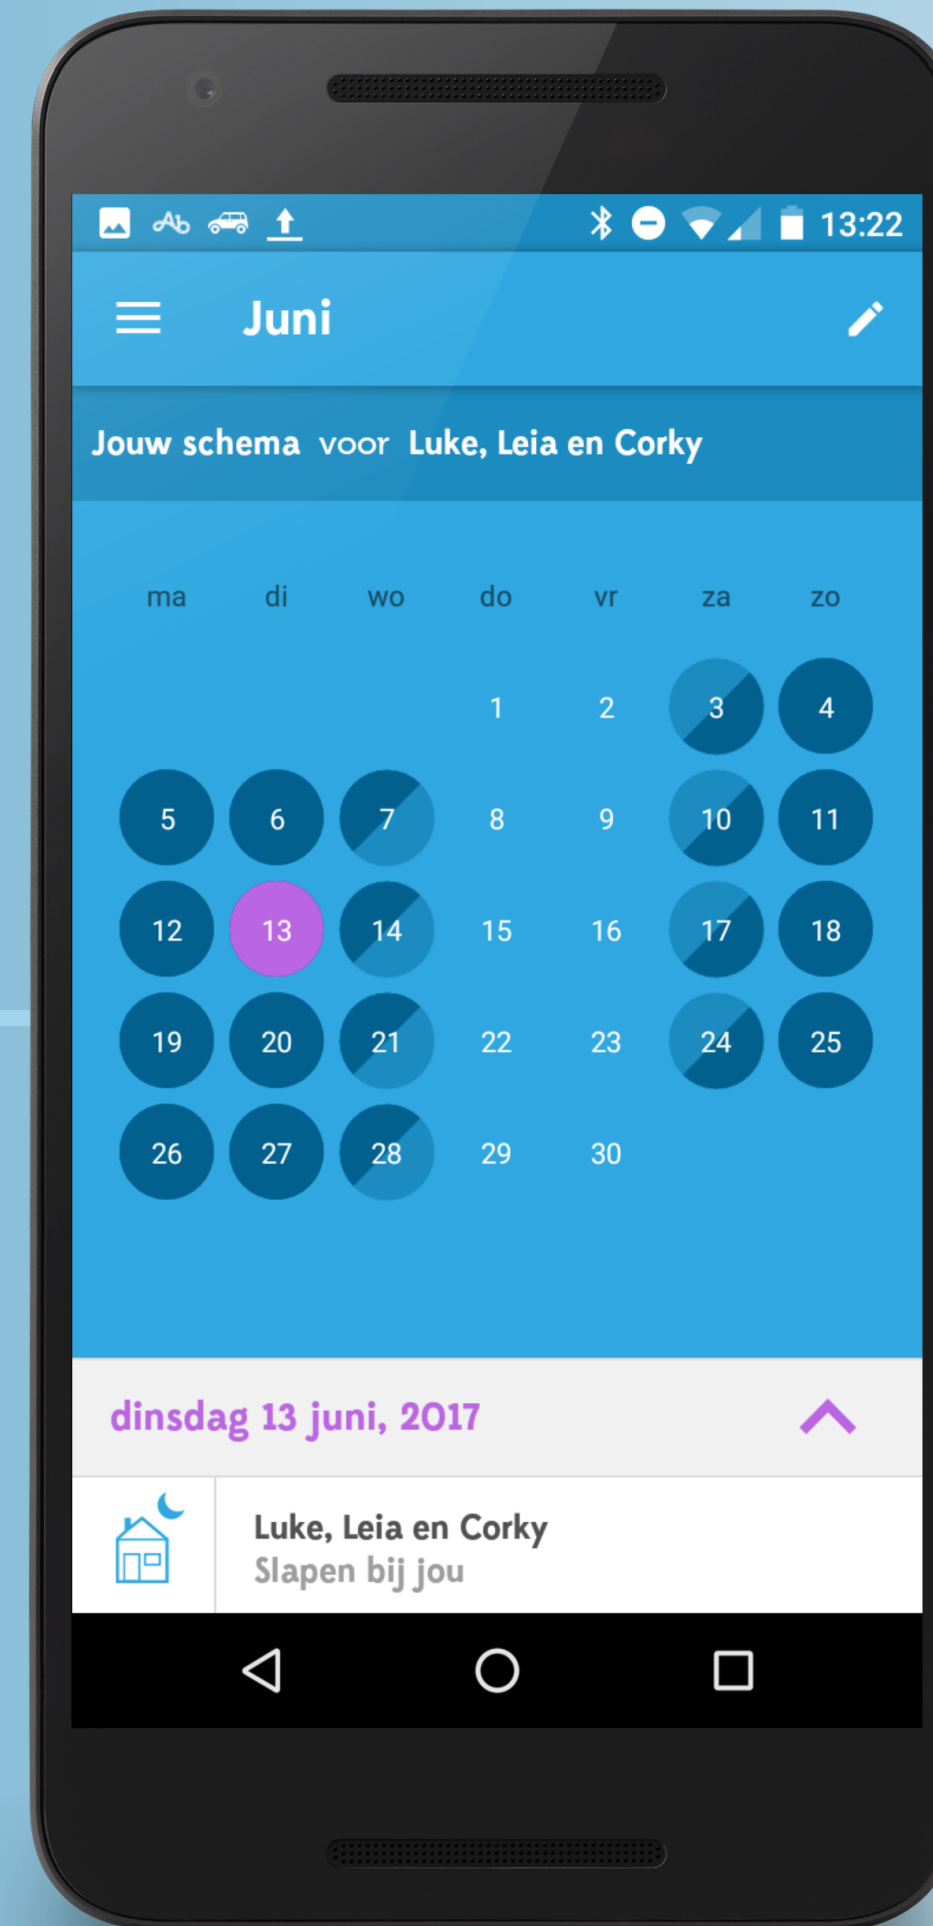 13:22
Juni
Jouw schema voor Luke, Leia en Corky
ma di wo do vr za zo
1 2 3 4
5 6 7 8 9 10 11
12 13 14 15 16 17 18
19 20 21 22 23 24 25
26 27 28 29 30
dinsdag 13 juni, 2017
Luke, Leia en Corky
Slapen bij jou